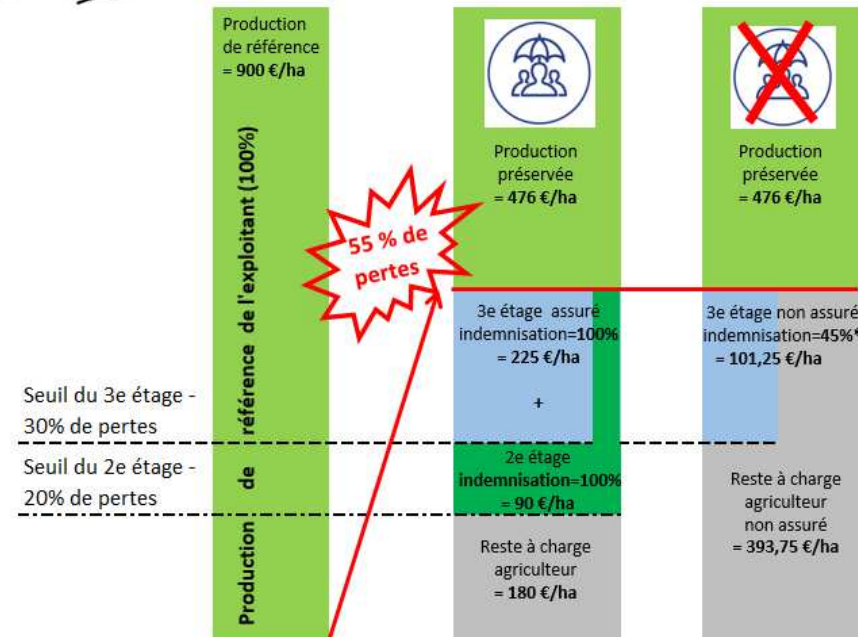 Production
de référence
= 900 €/ha
Production de référence de l'exploitant (100%)
55 % de
pertes
Seuil du 3e étage -
30% de pertes
Seuil du 2e étage -
20% de pertes
Production
préservée
= 476 €/ha
3e étage assuré
indemnisation=100%
= 225 €/ha
+
2e étage
indemnisation=100%
= 90 €/ha
Reste à charge
agriculteur
= 180 €/ha
Production
préservée
= 476 €/ha
3e étage non assuré
indemnisation=45%*
= 101,25 €/ha
Reste à charge
agriculteur
non assuré
= 393,75 €/ha